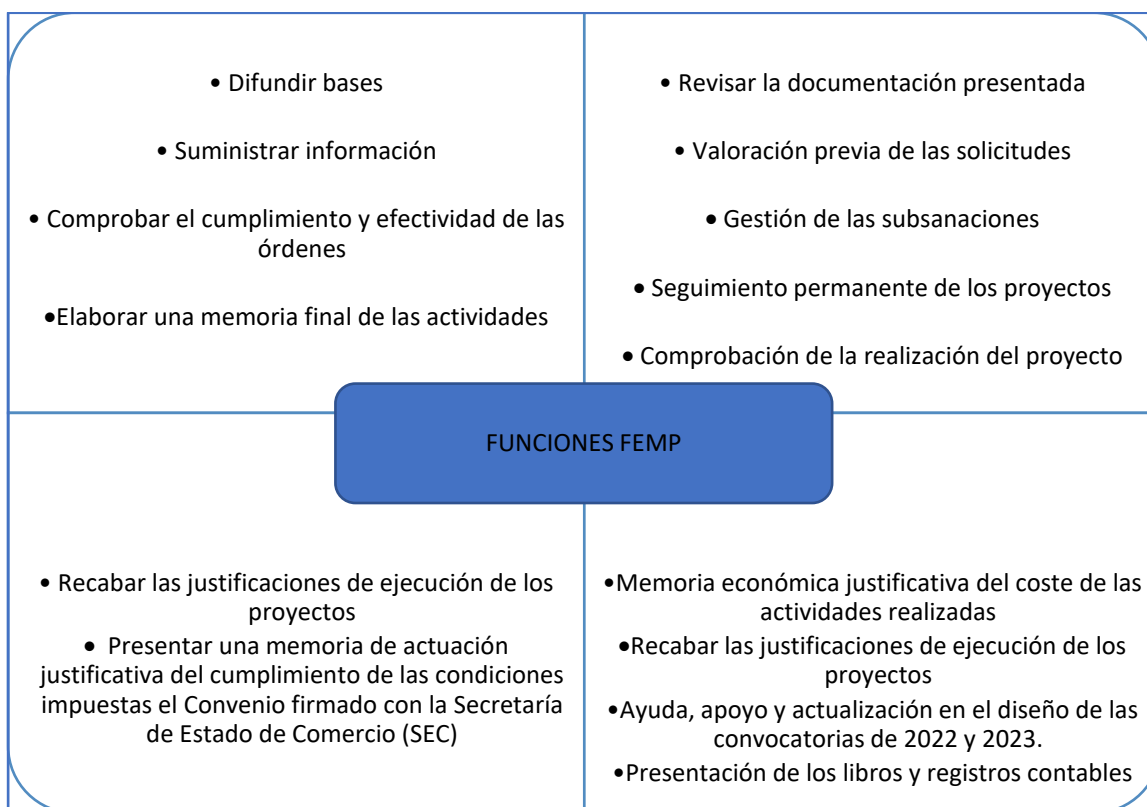 • Difundir bases
• Suministrar información
• Comprobar el cumplimiento y efectividad de las
órdenes
•Elaborar una memoria final de las actividades
• Revisar la documentación presentada
• Valoración previa de las solicitudes
• Gestión de las subsanaciones
• Seguimiento permanente de los proyectos
• Comprobación de la realización del proyecto
FUNCIONES FEMP
• Recabar las justificaciones de ejecución de los
proyectos
• Presentar una memoria de actuación
justificativa del cumplimiento de las condiciones
impuestas el Convenio firmado con la Secretaría
de Estado de Comercio (SEC)
•Memoria económica justificativa del coste de las
actividades realizadas
•Recabar las justificaciones de ejecución de los
proyectos
•Ayuda, apoyo y actualización en el diseño de las
convocatorias de 2022 y 2023.
•Presentación de los libros y registros contables